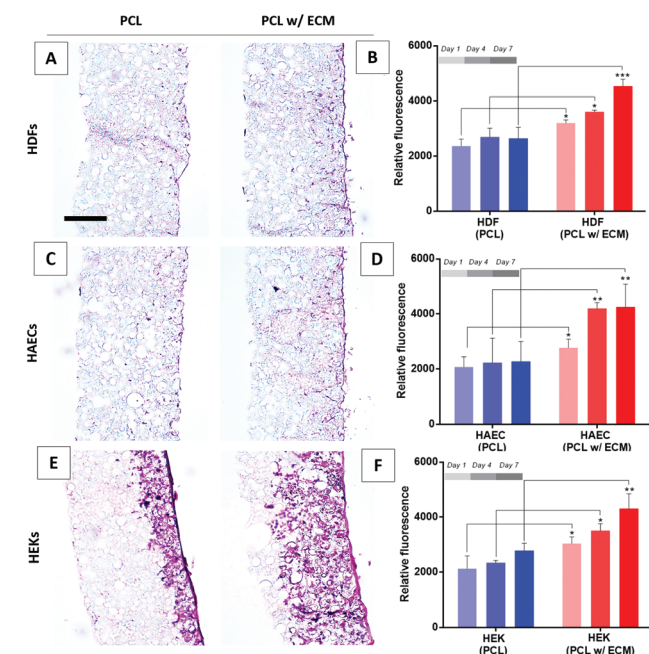 PCL
PCL w/ ECM
HDFs
A
B
Day 1 Day 4 Day 7
Relative fluorescence
6000
4000
2000
0
*
*
***
HDF
(PCL)
HDF
(PCL w/ ECM)
HAECs
C
D
Day 1 Day 4 Day 7
Relative fluorescence
6000
4000
2000
0
*
**
**
HAEC
(PCL)
HAEC
(PCL w/ ECM)
HEKs
E
F
Day 1 Day 4 Day 7
Relative fluorescence
6000
4000
2000
0
*
*
**
HEK
(PCL)
HEK
(PCL w/ ECM)